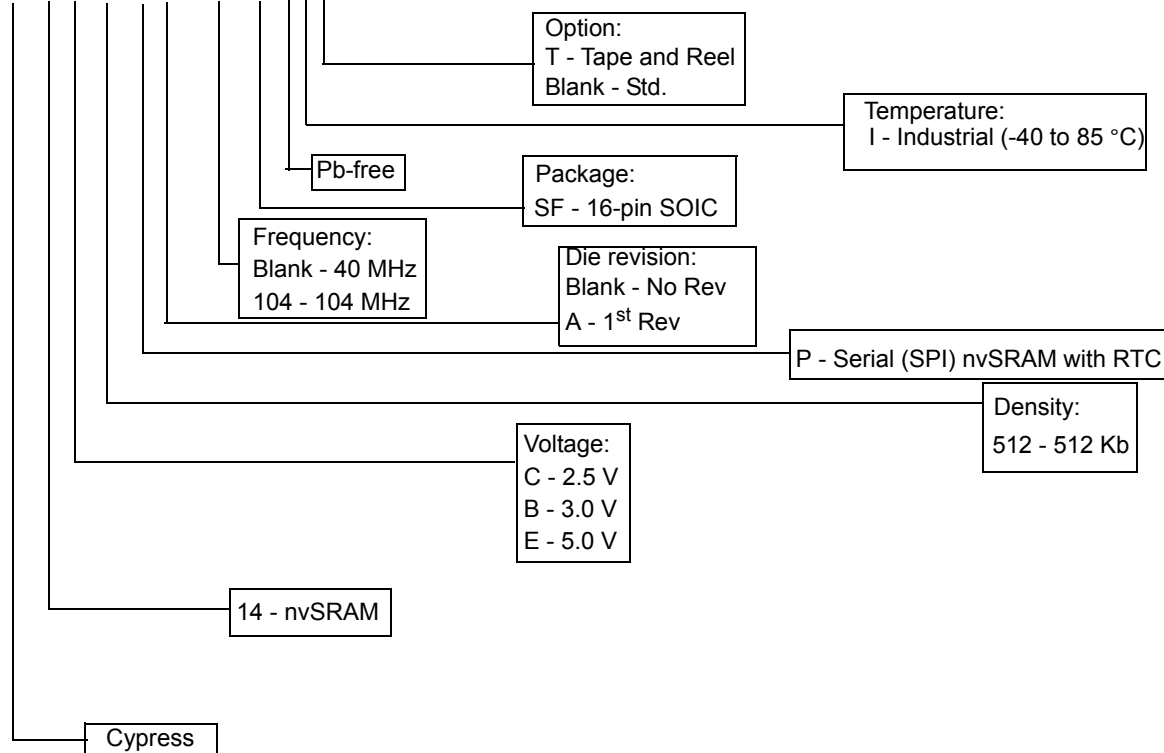 Option:
T - Tape and Reel
Blank - Std.
Temperature:
I - Industrial (-40 to 85 °C)
Pb-free
Package:
SF - 16-pin SOIC
Frequency:
Blank - 40 MHz
104 - 104 MHz
Die revision:
Blank - No Rev
A - 1st Rev
P - Serial (SPI) nvSRAM with RTC
Density:
512 - 512 Kb
Voltage:
C - 2.5 V
B - 3.0 V
E - 5.0 V
14 - nvSRAM
Cypress